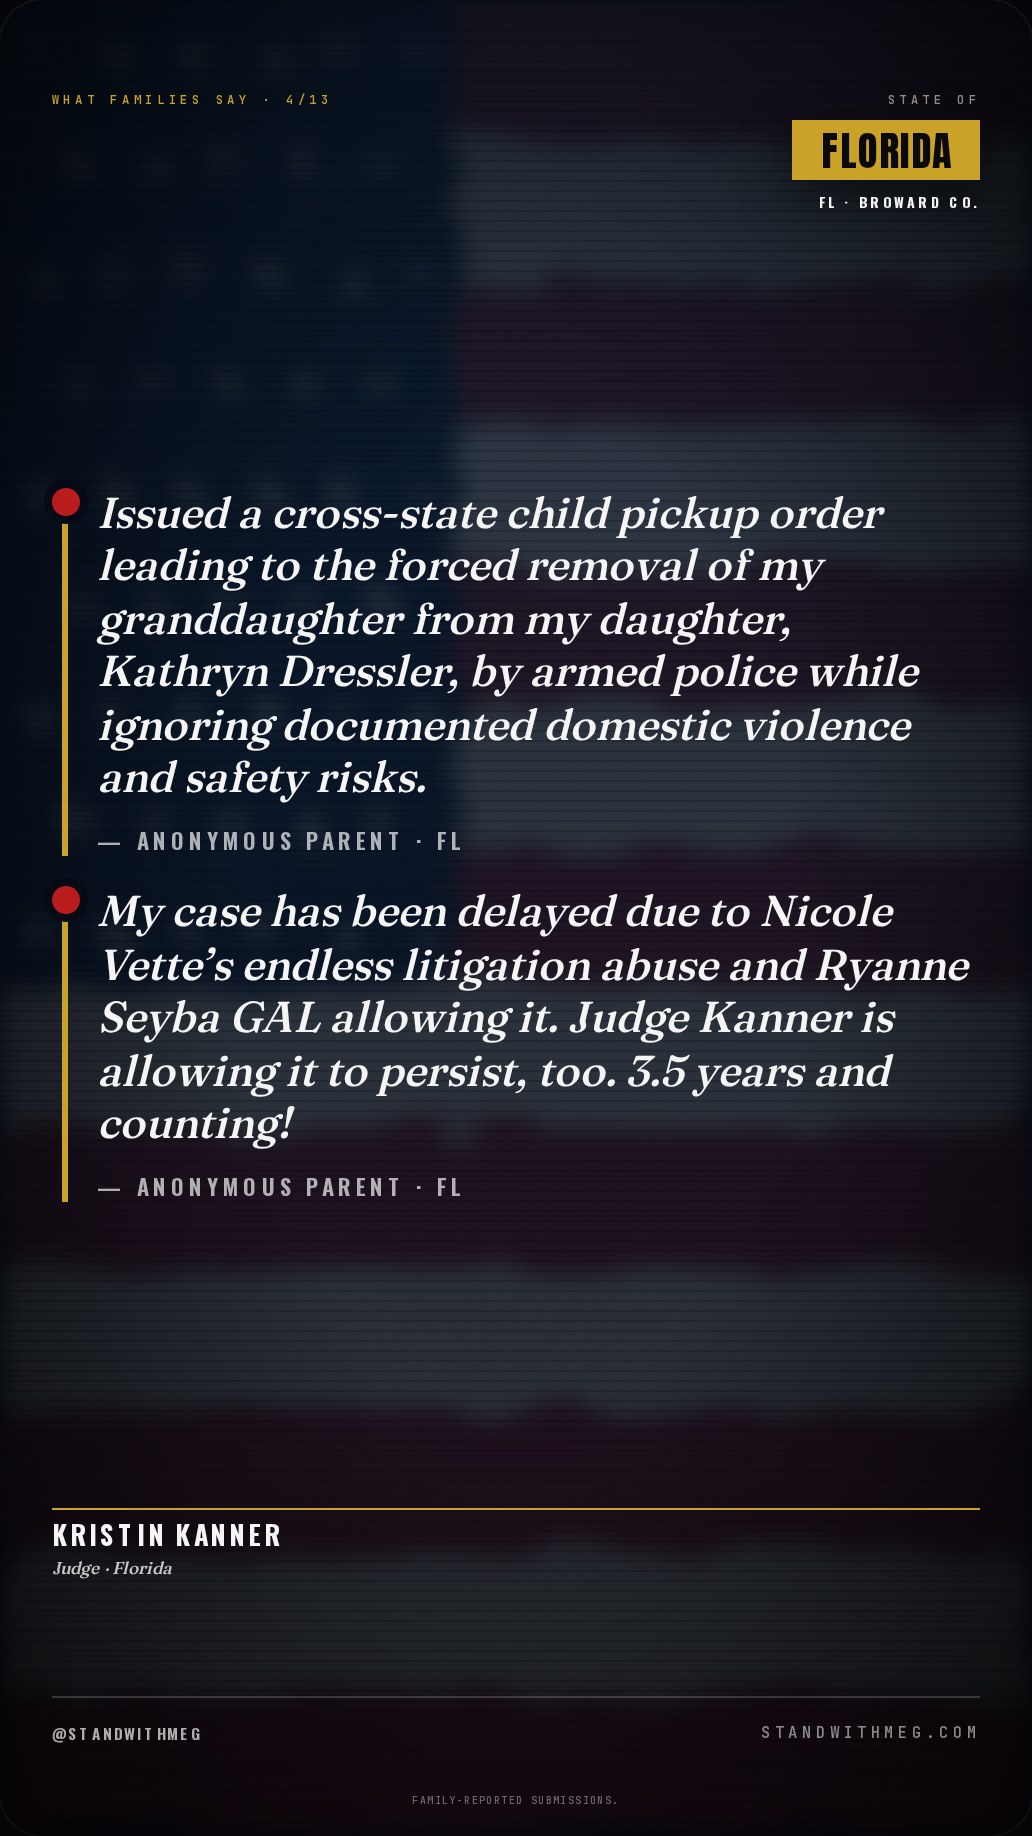 WHAT FAMILIES SAY · 4/13
STATE OF
FLORIDA
FL · BROWARD CO.
Issued a cross-state child pickup order
leading to the forced removal of my
granddaughter from my daughter,
Kathryn Dressler, by armed police while
ignoring documented domestic violence
and safety risks.
— ANONYMOUS PARENT · FL
My case has been delayed due to Nicole
Vette’s endless litigation abuse and Ryanne
Seyba GAL allowing it. Judge Kanner is
allowing it to persist, too. 3.5 years and
counting!
— ANONYMOUS PARENT · FL
KRISTIN KANNER
Judge · Florida
@STANDWITHMEG
STANDWITHMEG.COM
FAMILY-REPORTED SUBMISSIONS.